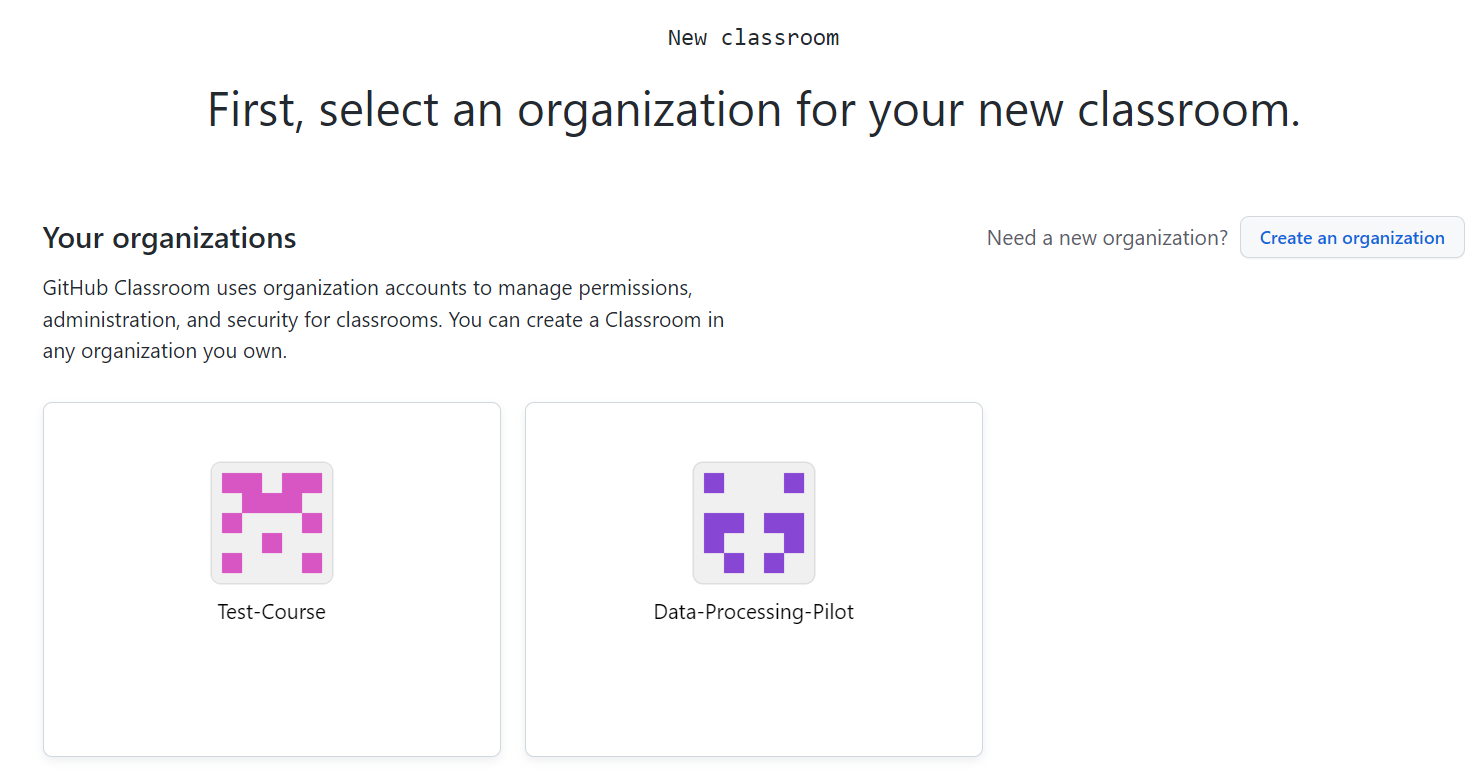 New classroom
First, select an organization for your new classroom.
Your organizations
Need a new organization?
Create an organization
GitHub Classroom uses organization accounts to manage permissions,
administration, and security for classrooms. You can create a Classroom in
any organization you own.
Test-Course
Data-Processing-Pilot